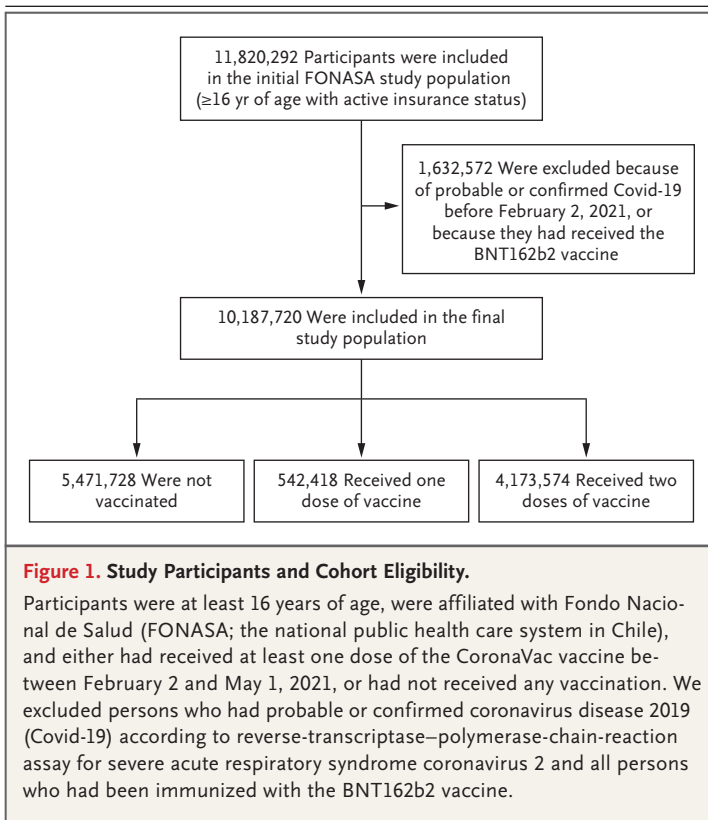 11,820,292 Participants were included
in the initial FONASA study population
(≥16 yr of age with active insurance status)
1,632,572 Were excluded because
of probable or confirmed Covid-19
before February 2, 2021, or
because they had received the
BNT162b2 vaccine
10,187,720 Were included in the final
study population
5,471,728 Were not
vaccinated
542,418 Received one
dose of vaccine
4,173,574 Received two
doses of vaccine
Figure 1. Study Participants and Cohort Eligibility.
Participants were at least 16 years of age, were affiliated with Fondo Nacio-
nal de Salud (FONASA; the national public health care system in Chile),
and either had received at least one dose of the CoronaVac vaccine be-
tween February 2 and May 1, 2021, or had not received any vaccination. We
excluded persons who had probable or confirmed coronavirus disease 2019
(Covid-19) according to reverse-transcriptase–polymerase-chain-reaction
assay for severe acute respiratory syndrome coronavirus 2 and all persons
who had been immunized with the BNT162b2 vaccine.